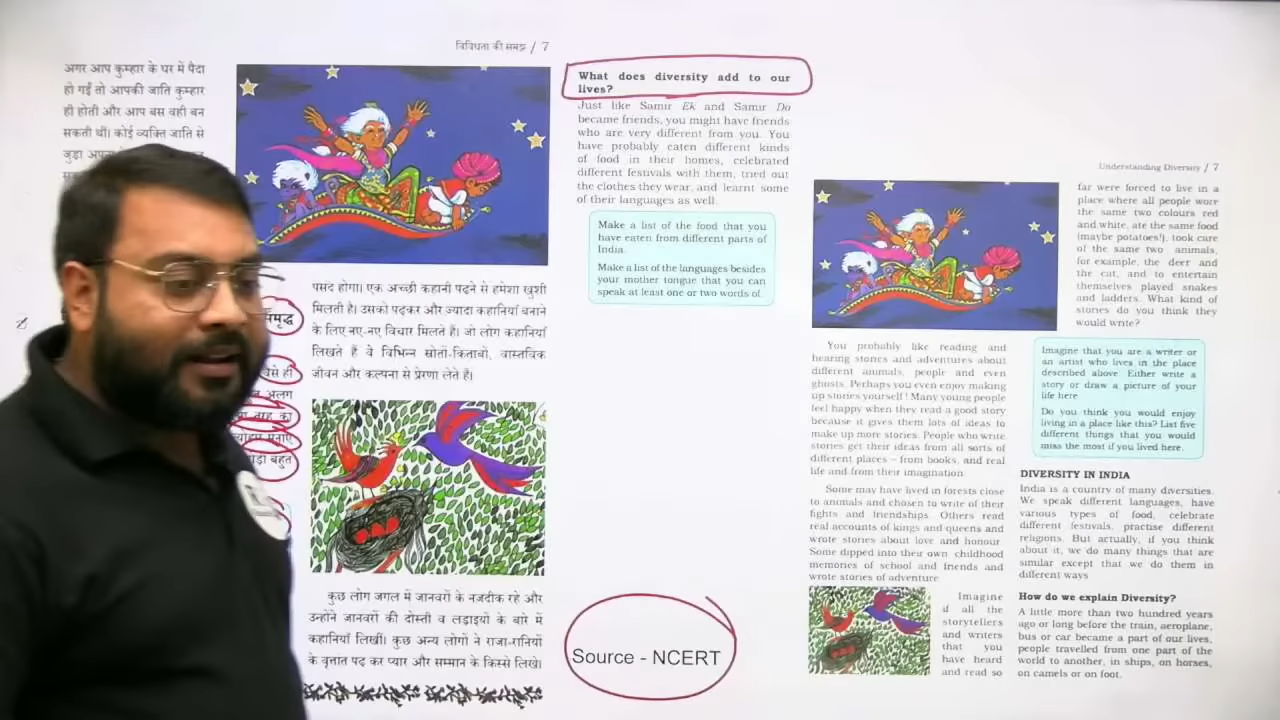 विविधता की समझ / 7
अगर आप कुम्हार के घर में पैदा
हो गईं तो आपकी जाति कुम्हार
ही होती और आप बस वही बन
सकती थीं। कोई व्यक्ति जाति से
जुड़ा
पसंद होगा। एक अच्छी कहानी पढ़ने से हमेशा खुशी
मिलती है। उसको पढ़कर और ज्यादा कहानियाँ बनाने
के लिए नए-नए विचार मिलते हैं। जो लोग कहानियाँ
लिखते हैं वे विभिन्न स्रोतों-किताबों, वास्तविक
जीवन और कल्पना से प्रेरणा लेते हैं।
समृद्ध
वैसे ही
अलग
तरह का
बहुत
कुछ लोग जंगल में जानवरों के नजदीक रहे और
उन्होंने जानवरों की दोस्ती व लड़ाइयों के बारे में
कहानियाँ लिखीं। कुछ अन्य लोगों ने राजा-रानियों
के वृत्तांत पढ़ कर प्यार और सम्मान के किस्से लिखे।
What does diversity add to our
lives?
Just like Samir Ek and Samir Do
became friends, you might have friends
who are very different from you. You
have probably eaten different kinds
of food in their homes, celebrated
different festivals with them, tried out
the clothes they wear, and learnt some
of their languages as well.
Make a list of the food that you
have eaten from different parts of
India.
Make a list of the languages besides
your mother tongue that you can
speak at least one or two words of.
Source - NCERT
Understanding Diversity / 7
You probably like reading and
hearing stories and adventures about
different animals, people and even
ghosts. Perhaps you even enjoy making
up stories yourself! Many young people
feel happy when they read a good story
because it gives them lots of ideas to
make up more stories. People who write
stories get their ideas from all sorts of
different places – from books, and real
life and from their imagination.
Some may have lived in forests close
to animals and chosen to write of their
fights and friendships. Others read
real accounts of kings and queens and
wrote stories about love and honour.
Some dipped into their own childhood
memories of school and friends and
wrote stories of adventure.
Imagine
if all the
storytellers
and writers
that you
have heard
and read so
far were forced to live in a
place where all people wore
the same two colours red
and white, ate the same food
(maybe potatoes!), took care
of the same two animals,
for example, the deer and
the cat, and to entertain
themselves played snakes
and ladders. What kind of
stories do you think they
would write?
Imagine that you are a writer or
an artist who lives in the place
described above. Either write a
story or draw a picture of your
life here.
Do you think you would enjoy
living in a place like this? List five
different things that you would
miss the most if you lived here.
DIVERSITY IN INDIA
India is a country of many diversities.
We speak different languages, have
various types of food, celebrate
different festivals, practise different
religions. But actually, if you think
about it, we do many things that are
similar except that we do them in
different ways.
How do we explain Diversity?
A little more than two hundred years
ago or long before the train, aeroplane,
bus or car became a part of our lives,
people travelled from one part of the
world to another, in ships, on horses,
on camels or on foot.